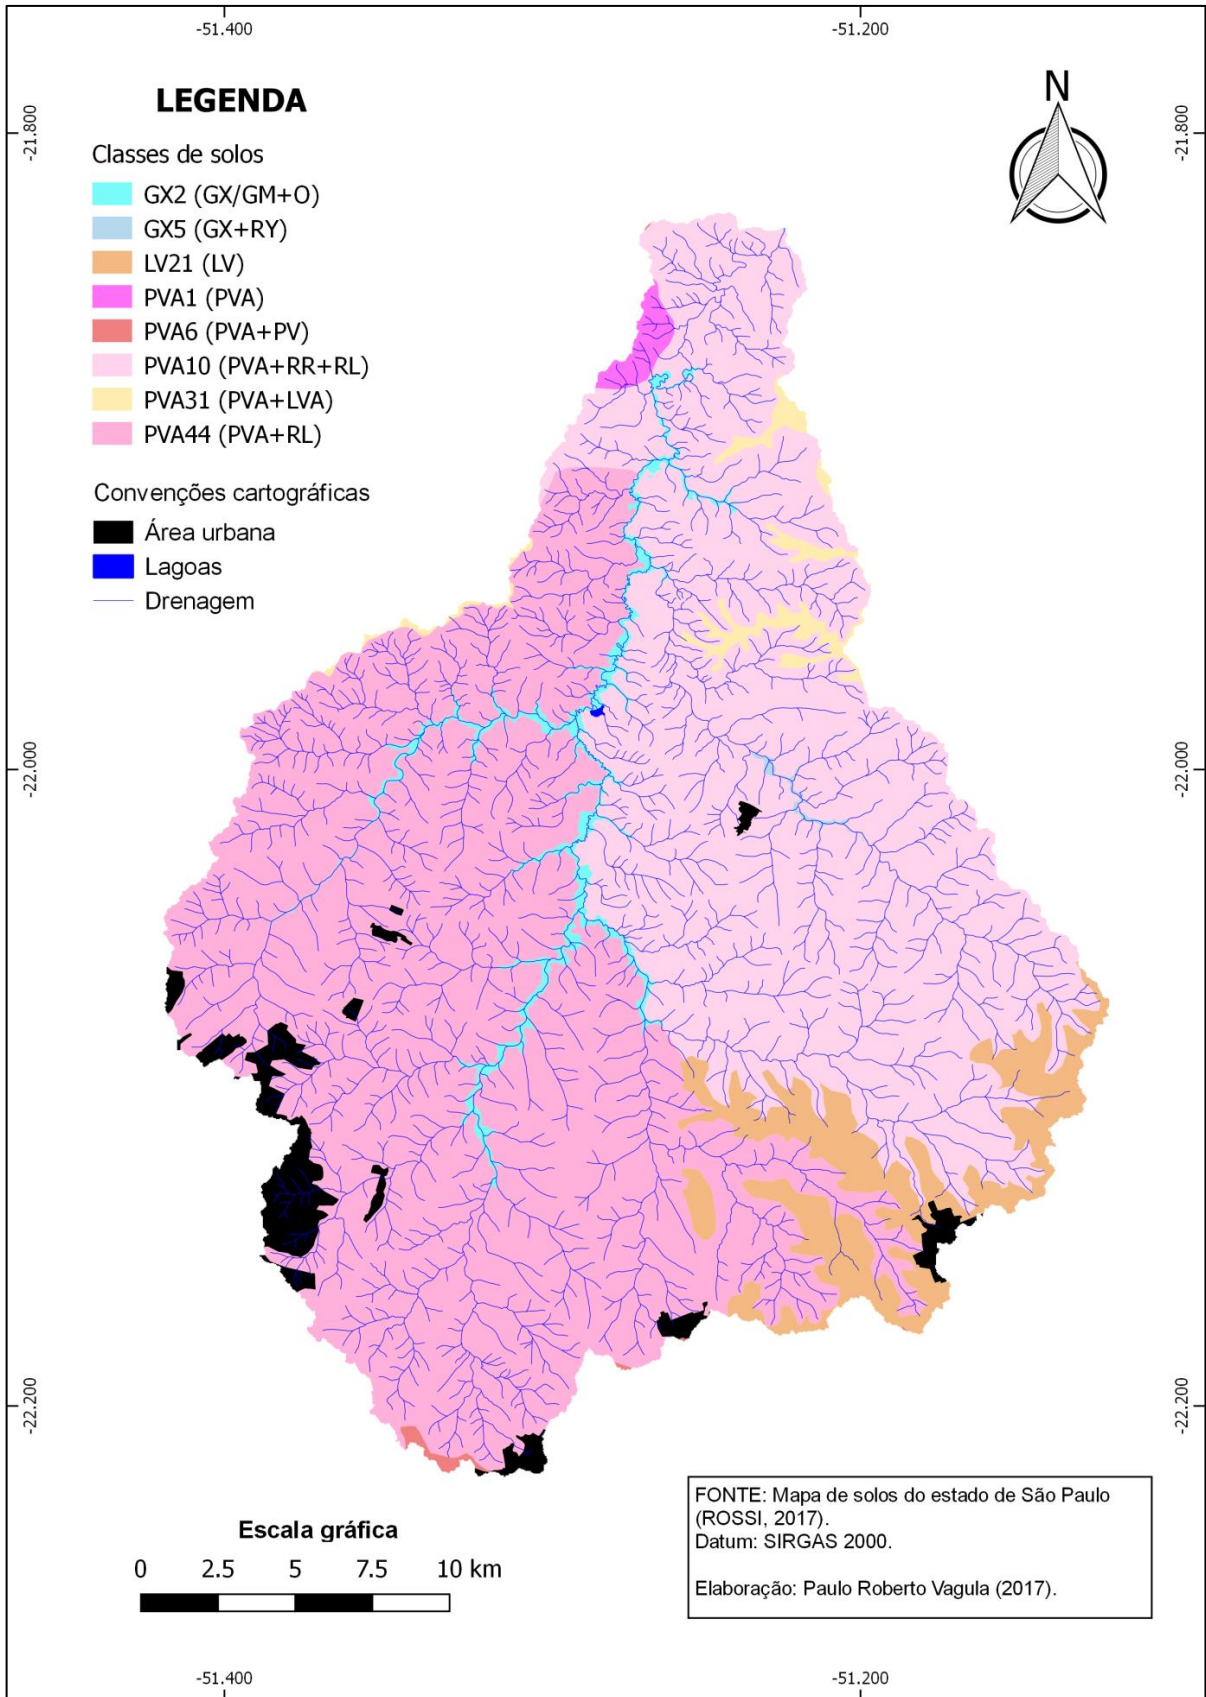 -51.400
-51.200
N
-21.800
-21.800
LEGENDA
Classes de solos
GX2 (GX/GM+O)
GX5 (GX+RY)
LV21 (LV)
PVA1 (PVA)
PVA6 (PVA+PV)
PVA10 (PVA+RR+RL)
PVA31 (PVA+LVA)
PVA44 (PVA+RL)
Convenções cartográficas
Área urbana
Lagoas
Drenagem
-22.000
-22.000
-22.200
-22.200
Escala gráfica
0 2.5 5 7.5 10 km
FONTE: Mapa de solos do estado de São Paulo
(ROSSI, 2017).
Datum: SIRGAS 2000.
Elaboração: Paulo Roberto Vagula (2017).
-51.400
-51.200